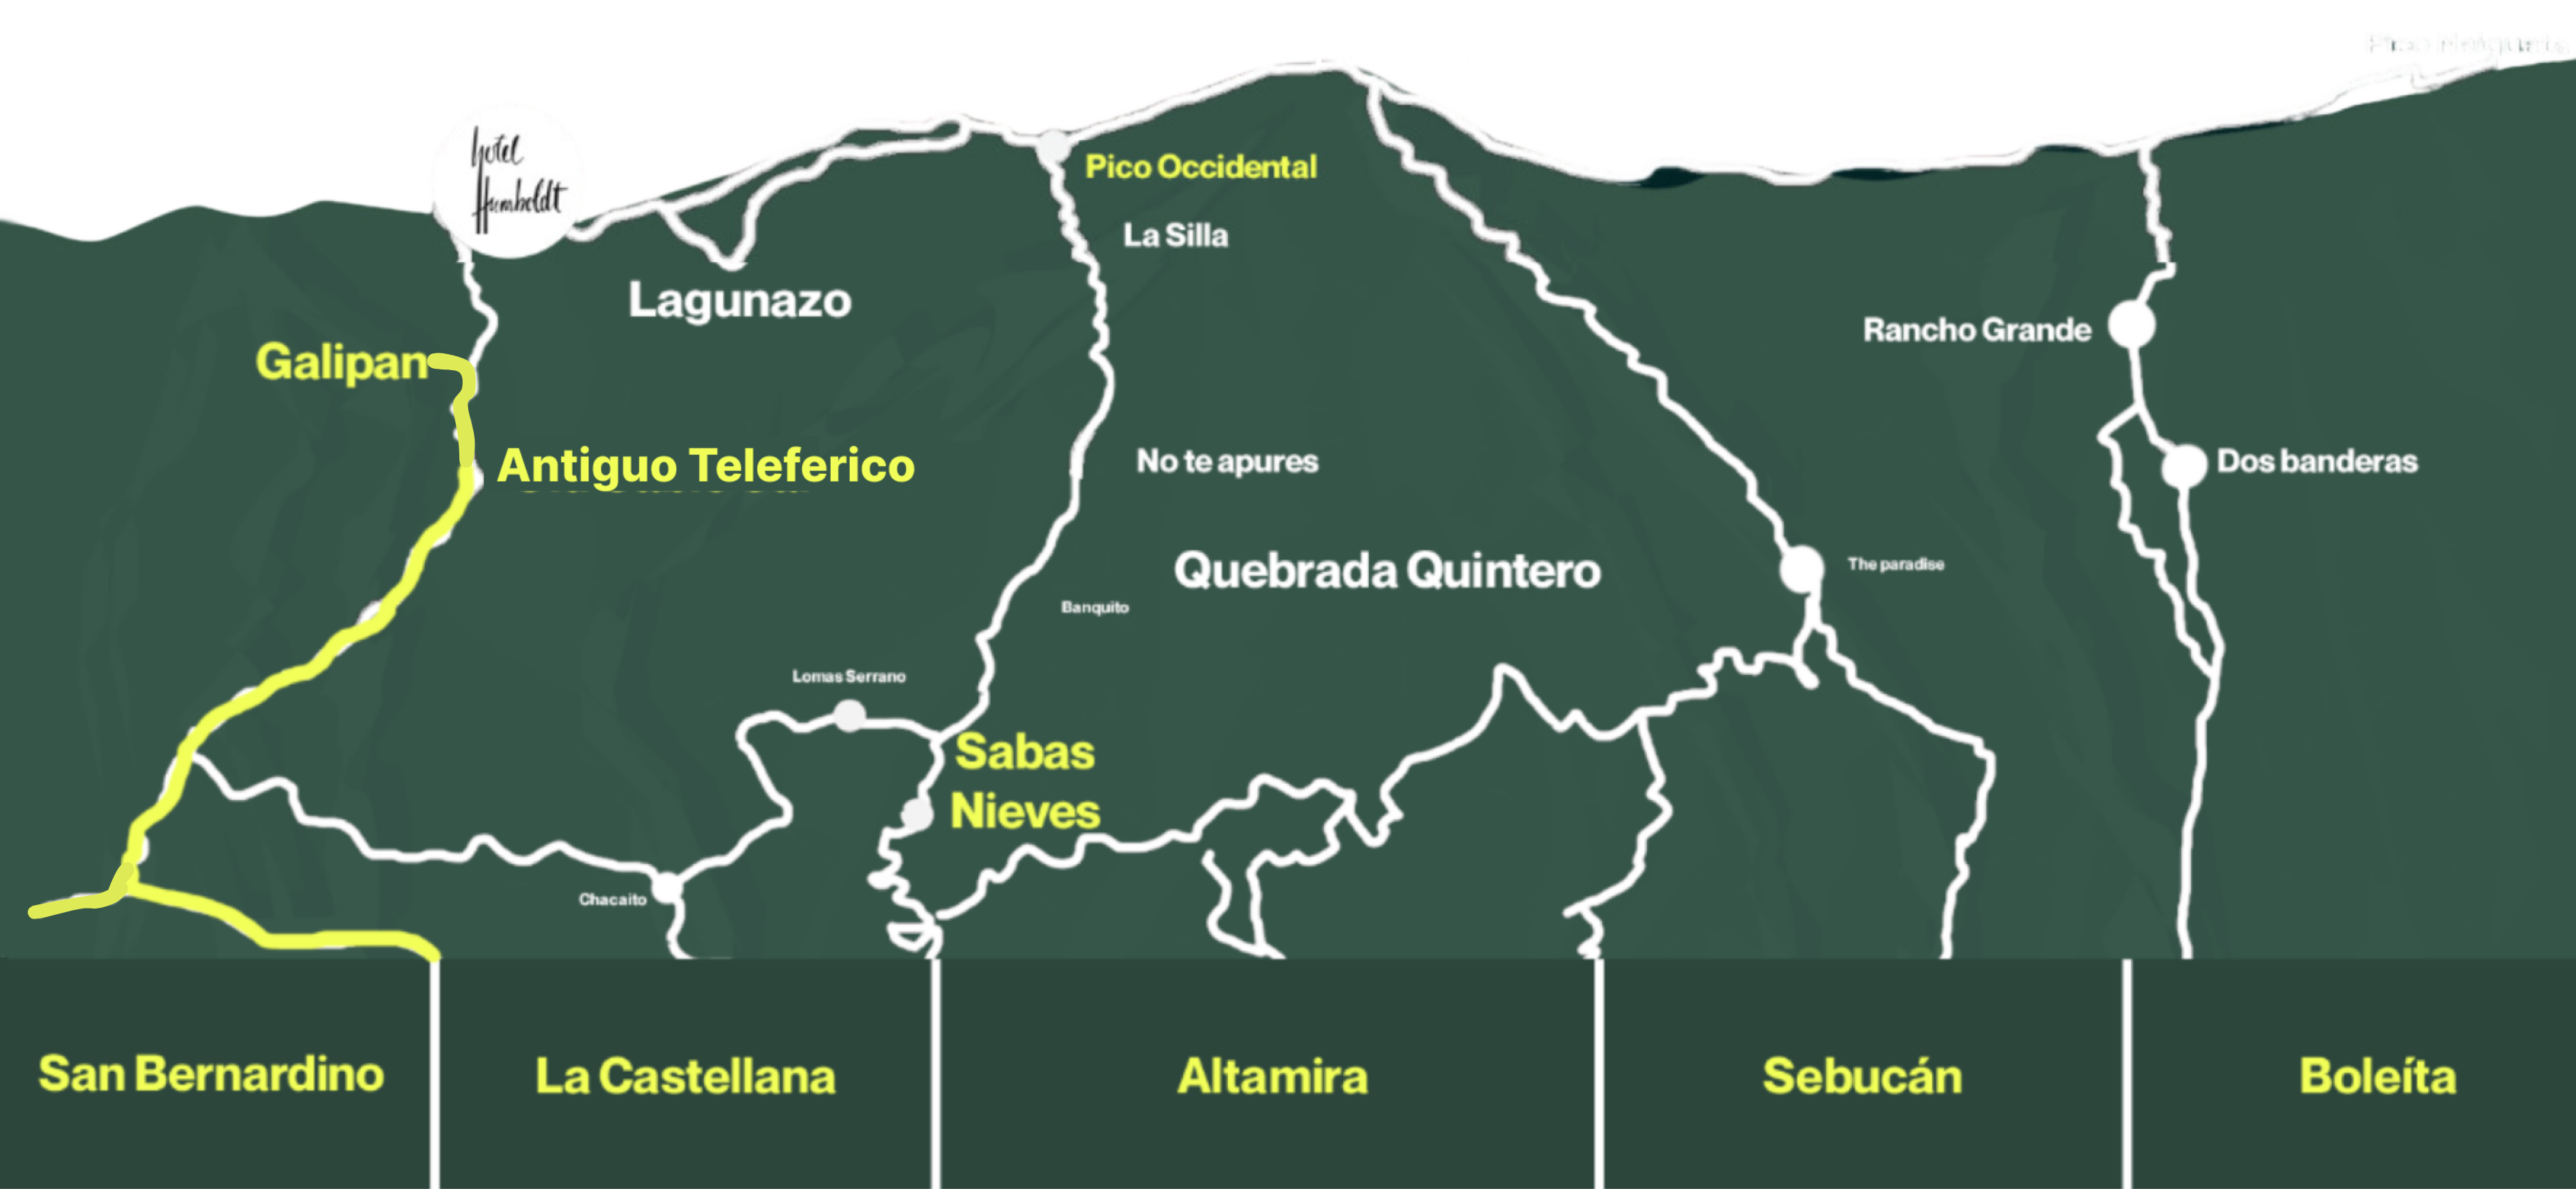 hotel
Humboldt
Pico Occidental
La Silla
Lagunazo
Rancho Grande
Galipan
Antiguo Teleferico
No te apures
Dos banderas
Quebrada Quintero
The paradise
Banquito
Lomas Serrano
Sabas
Nieves
Chacaito
San Bernardino
La Castellana
Altamira
Sebucán
Boleíta